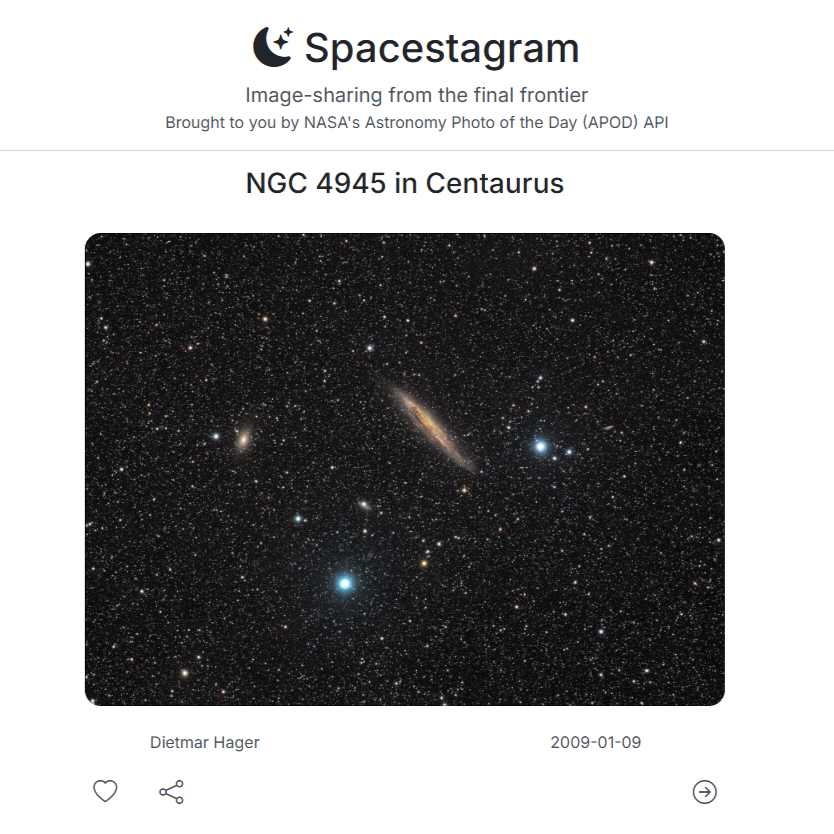 Spacestagram
Image-sharing from the final frontier
Brought to you by NASA's Astronomy Photo of the Day (APOD) API
NGC 4945 in Centaurus
Dietmar Hager
2009-01-09